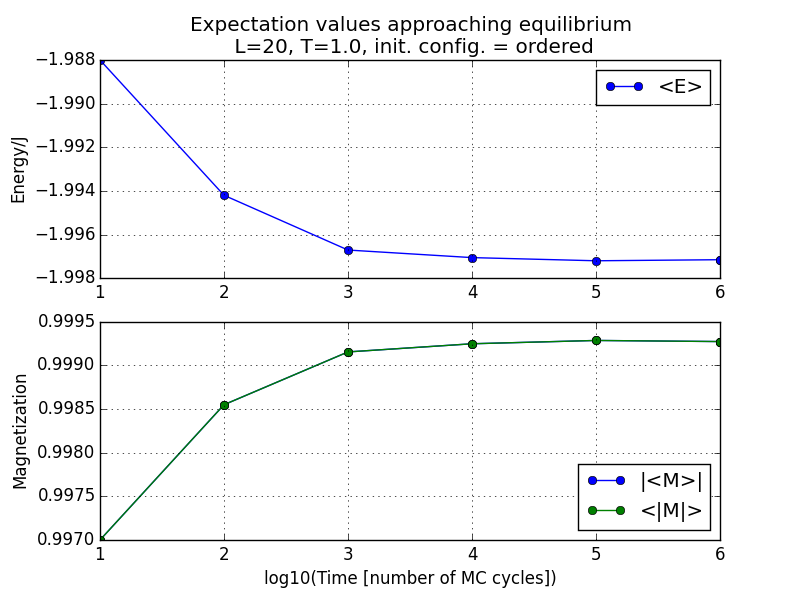 Expectation values approaching equilibrium
L=20, T=1.0, init. config. = ordered
−1.988
−1.990
−1.992
−1.994
−1.996
−1.998
Energy/J
<E>
1 2 3 4 5 6
0.9995
0.9990
0.9985
0.9980
0.9975
0.9970
Magnetization
|<M>|
<|M|>
1 2 3 4 5 6
log10(Time [number of MC cycles])